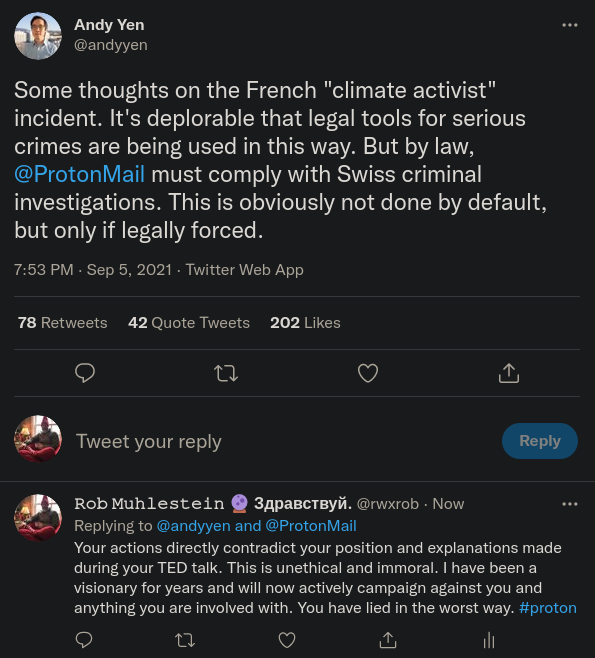 Andy Yen
@andyyen
Some thoughts on the French "climate activist"
incident. It's deplorable that legal tools for serious
crimes are being used in this way. But by law,
@ProtonMail must comply with Swiss criminal
investigations. This is obviously not done by default,
but only if legally forced.
7:53 PM · Sep 5, 2021 · Twitter Web App
78 Retweets 42 Quote Tweets 202 Likes
Tweet your reply
Reply
Rob Muhlestein 🔮 Здравствуй. @rwxrob · Now
Replying to @andyyen and @ProtonMail
Your actions directly contradict your position and explanations made
during your TED talk. This is unethical and immoral. I have been a
visionary for years and will now actively campaign against you and
anything you are involved with. You have lied in the worst way. #proton